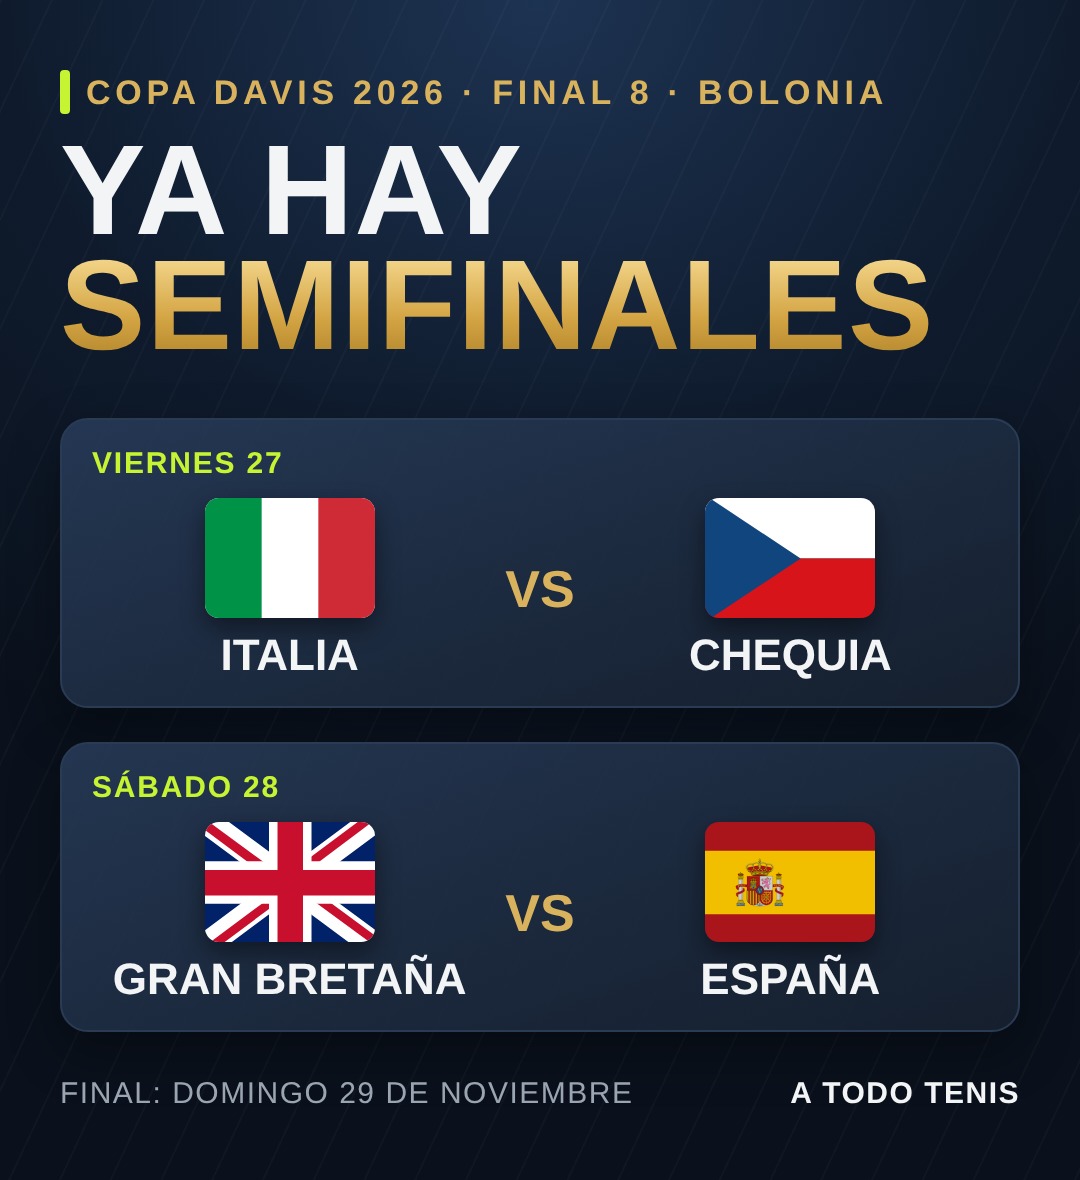 COPA DAVIS 2026 · FINAL 8 · BOLONIA
YA HAY
SEMIFINALES
VIERNES 27
VS
ITALIA
CHEQUIA
SÁBADO 28
VS
GRAN BRETAÑA
ESPAÑA
FINAL: DOMINGO 29 DE NOVIEMBRE
A TODO TENIS